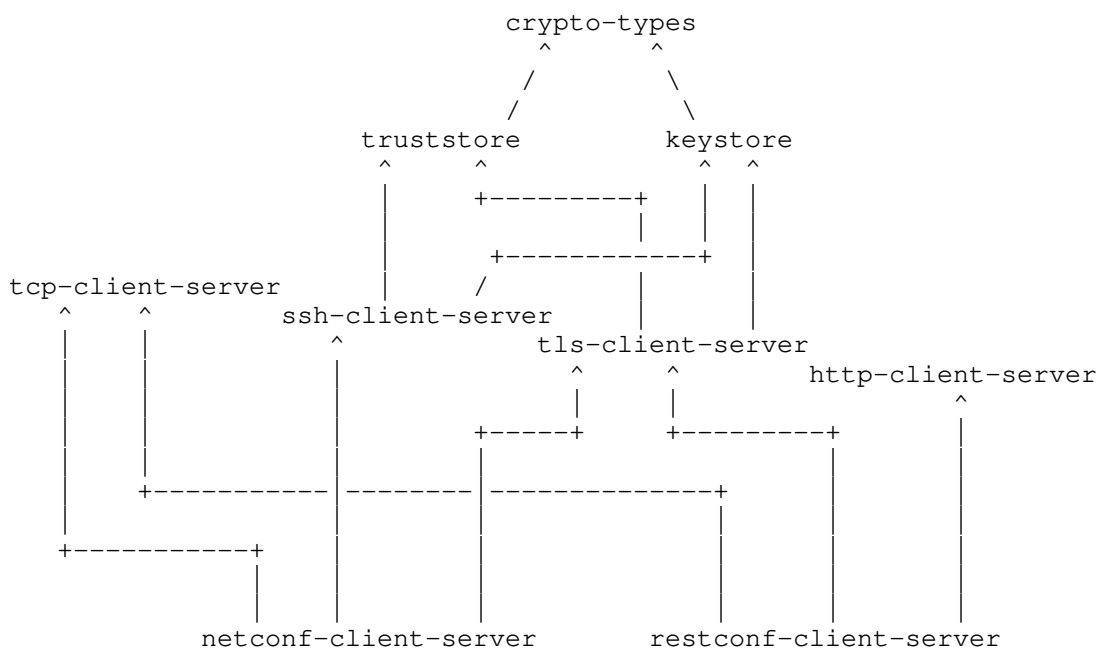 crypto-types
truststore keystore
tcp-client-server
ssh-client-server
tls-client-server
http-client-server
netconf-client-server restconf-client-server